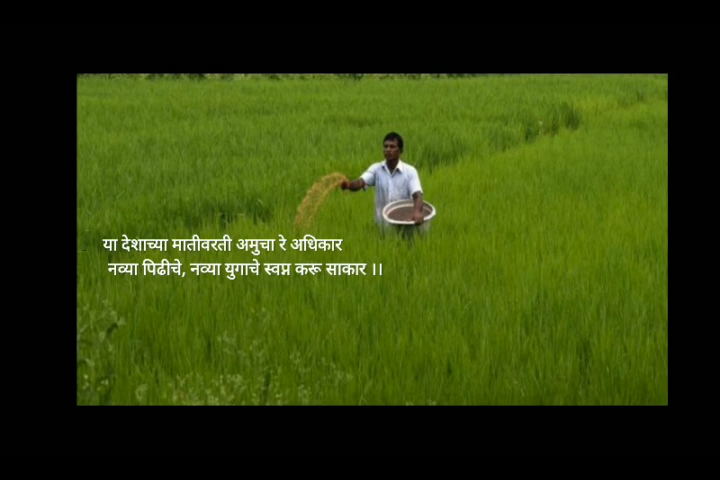 या देशाच्या मातीवरती अमुचा रे अधिकार
नव्या पिढीचे, नव्या युगाचे स्वप्न करू साकार ।।